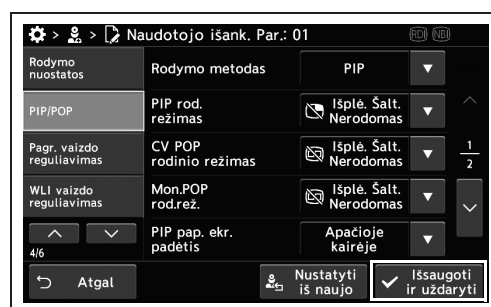 > > Naudotojo išank. Par.: 01 RDI NBI
Rodymo
nuostatos
Rodymo metodas
PIP
PIP/POP
PIP rod.
režimas
Išplė. Šalt.
Nerodomas
Pagr. vaizdo
reguliavimas
CV POP
rodinio režimas
Išplė. Šalt.
Nerodomas
1
2
WLI vaizdo
reguliavimas
Mon.POP
rod.rež.
Išplė. Šalt.
Nerodomas
4/6
PIP pap. ekr.
padėtis
Apačioje
kairėje
Atgal
Nustatyti
iš naujo
Išsaugoti
ir uždaryti